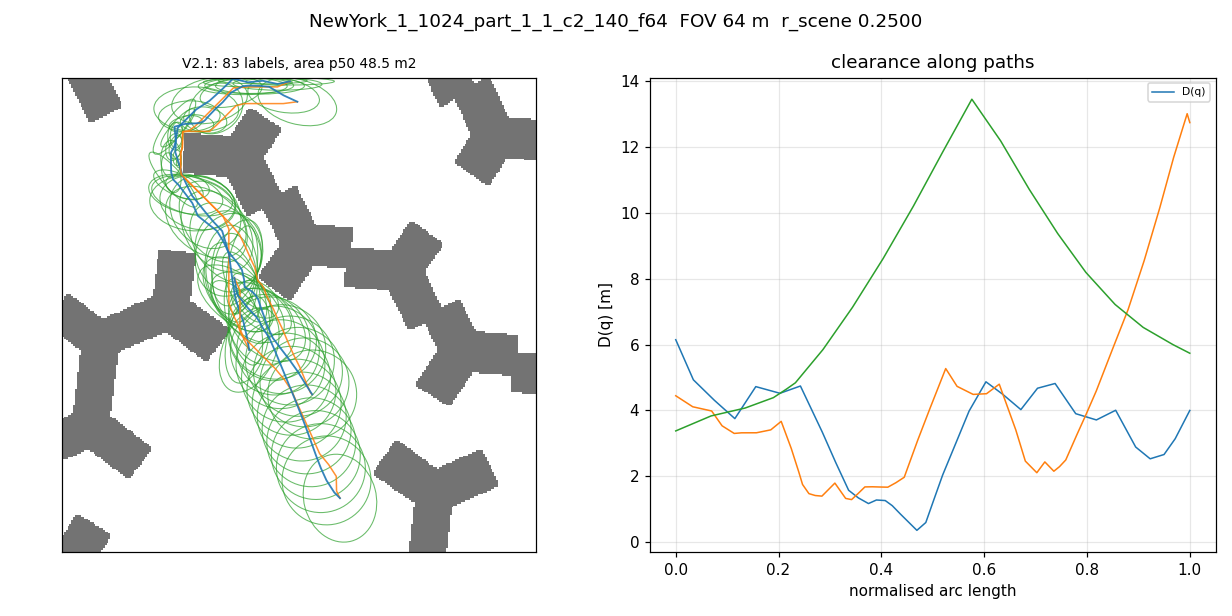 NewYork_1_1024_part_1_1_c2_140_f64  FOV 64 m  r_scene 0.2500
V2.1: 83 labels, area p50 48.5 m2
clearance along paths
D(q)
14
12
10
8
6
4
2
0
D(q) [m]
0.0 0.2 0.4 0.6 0.8 1.0
normalised arc length